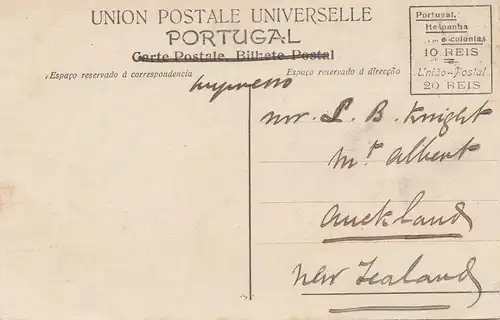 UNION POSTALE UNIVERSELLE
PORTUGAL
Carte Postale. Bilhete Postal
Espaço reservado á correspondencia
Espaço reservado á direcção
Portugal,
Hespanha
e colonias
10 REIS
União-Postal
20 REIS
Impresso
Mr. L. B. Knight
Mt Albert
Auckland
New Zealand